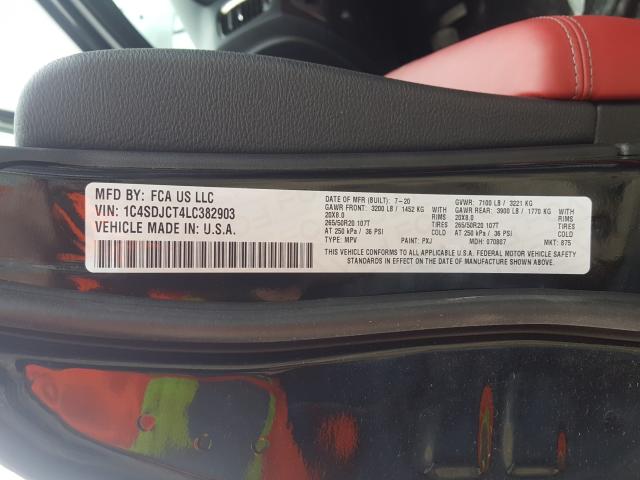 MFD BY: FCA US LLC
VIN: 1C4SDJCT4LC382903
VEHICLE MADE IN: U.S.A.
DATE OF MFR (BUILT): 7-20 GVWR: 7100 LB / 3221 KG
GAWR FRONT: 3200 LB / 1452 KG WITH GAWR REAR: 3900 LB / 1770 KG WITH
20X8.0 RIMS 20X8.0 RIMS
265/50R20 107T TIRES 265/50R20 107T TIRES
AT 250 kPa / 36 PSI COLD AT 250 kPa / 36 PSI COLD
TYPE: MPV PAINT: PXJ MDH: 070807 MKT: 875
THIS VEHICLE CONFORMS TO ALL APPLICABLE U.S.A. FEDERAL MOTOR VEHICLE SAFETY
STANDARDS IN EFFECT ON THE DATE OF MANUFACTURE SHOWN ABOVE.